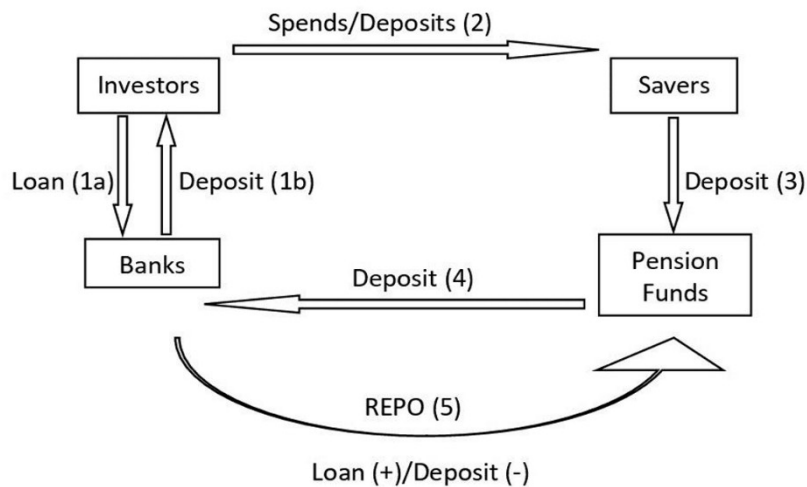 Spends/Deposits (2)
Investors
Savers
Loan (1a)
Deposit (1b)
Deposit (3)
Banks
Deposit (4)
Pension
Funds
REPO (5)
Loan (+)/Deposit (-)